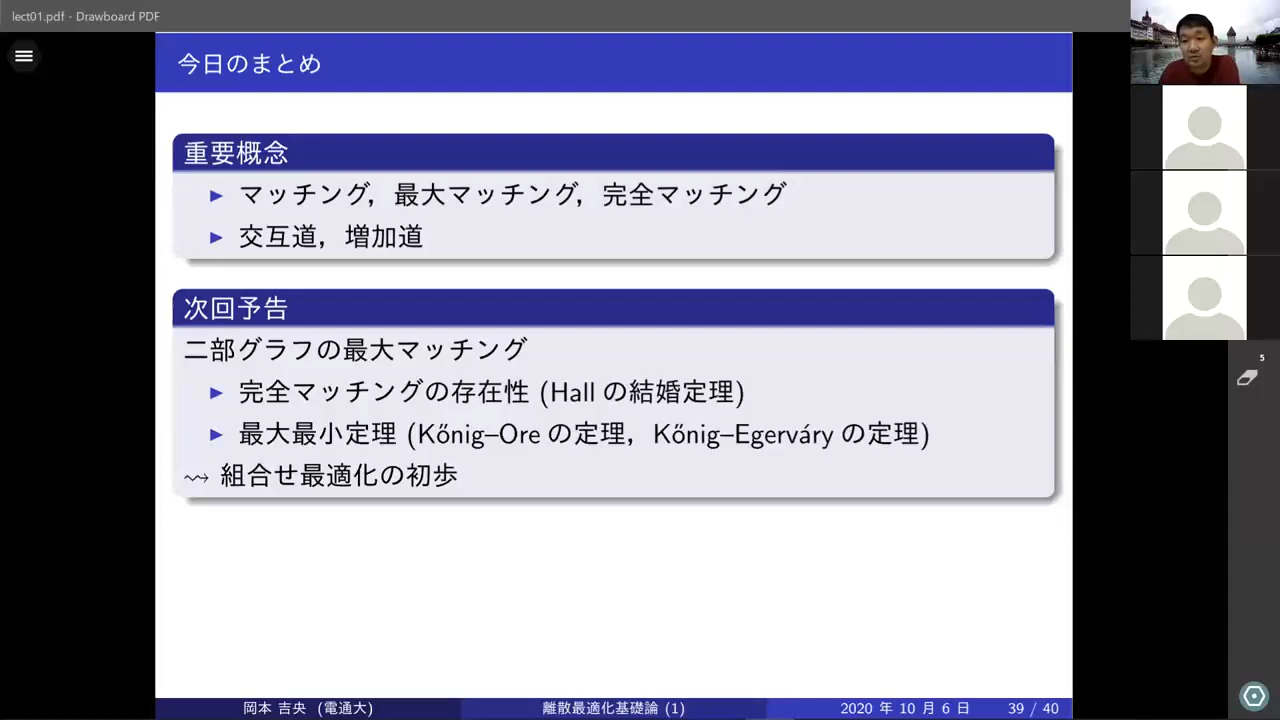 lect01.pdf - Drawboard PDF
今日のまとめ
重要概念
▶ マッチング，最大マッチング，完全マッチング
▶ 交互道，増加道
次回予告
二部グラフの最大マッチング
▶ 完全マッチングの存在性 (Hall の結婚定理)
▶ 最大最小定理 (Kőnig–Ore の定理，Kőnig–Egerváry の定理)
⇝ 組合せ最適化の初歩
5
岡本 吉央 (電通大) 離散最適化基礎論 (1) 2020 年 10 月 6 日 39 / 40